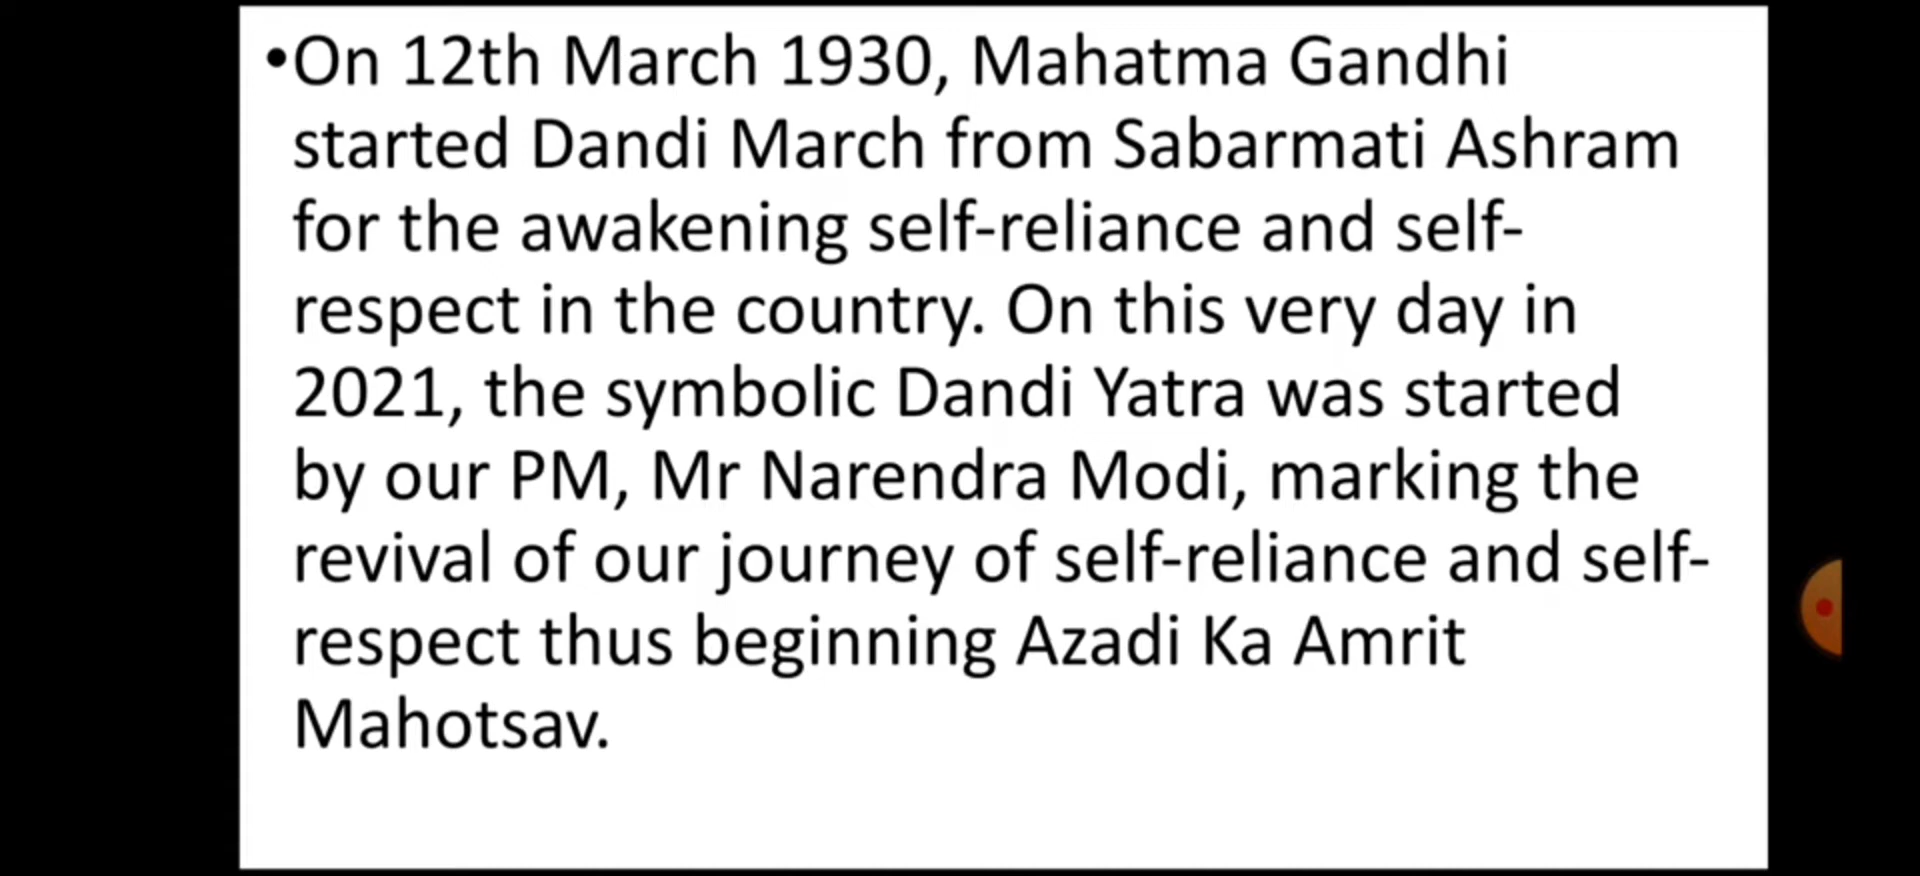 •On 12th March 1930, Mahatma Gandhi
started Dandi March from Sabarmati Ashram
for the awakening self-reliance and self-
respect in the country. On this very day in
2021, the symbolic Dandi Yatra was started
by our PM, Mr Narendra Modi, marking the
revival of our journey of self-reliance and self-
respect thus beginning Azadi Ka Amrit
Mahotsav.